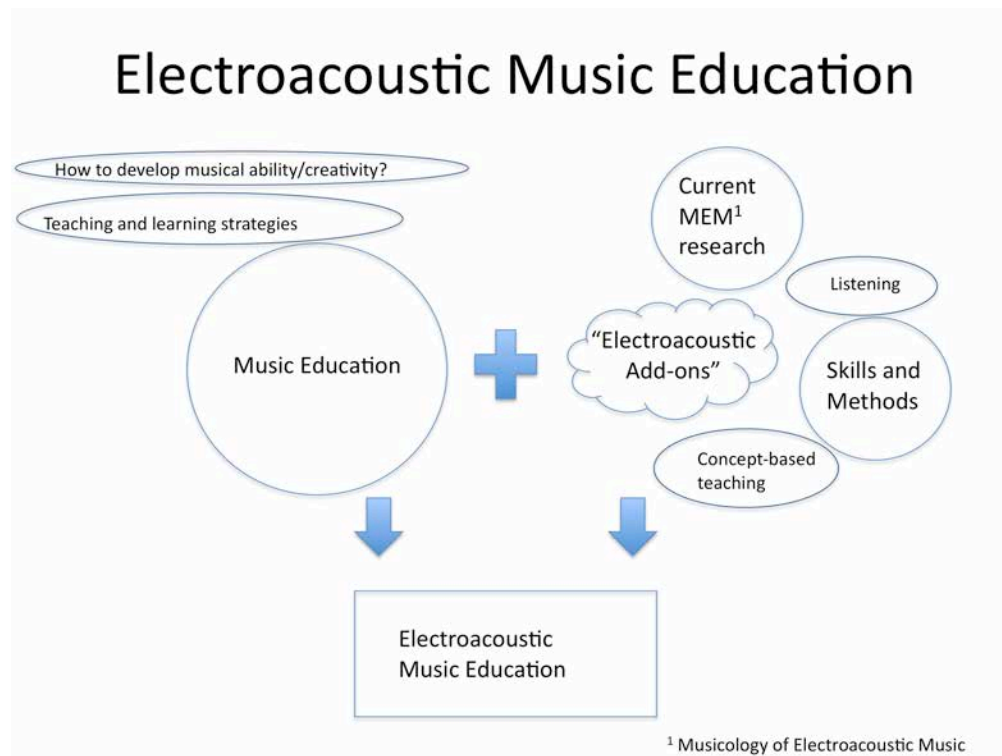 Electroacoustic Music Education
How to develop musical ability/creativity?
Teaching and learning strategies
Music Education
Current
MEM¹
research
Listening
“Electroacoustic
Add-ons”
Skills and
Methods
Concept-based
teaching
Electroacoustic
Music Education
¹ Musicology of Electroacoustic Music